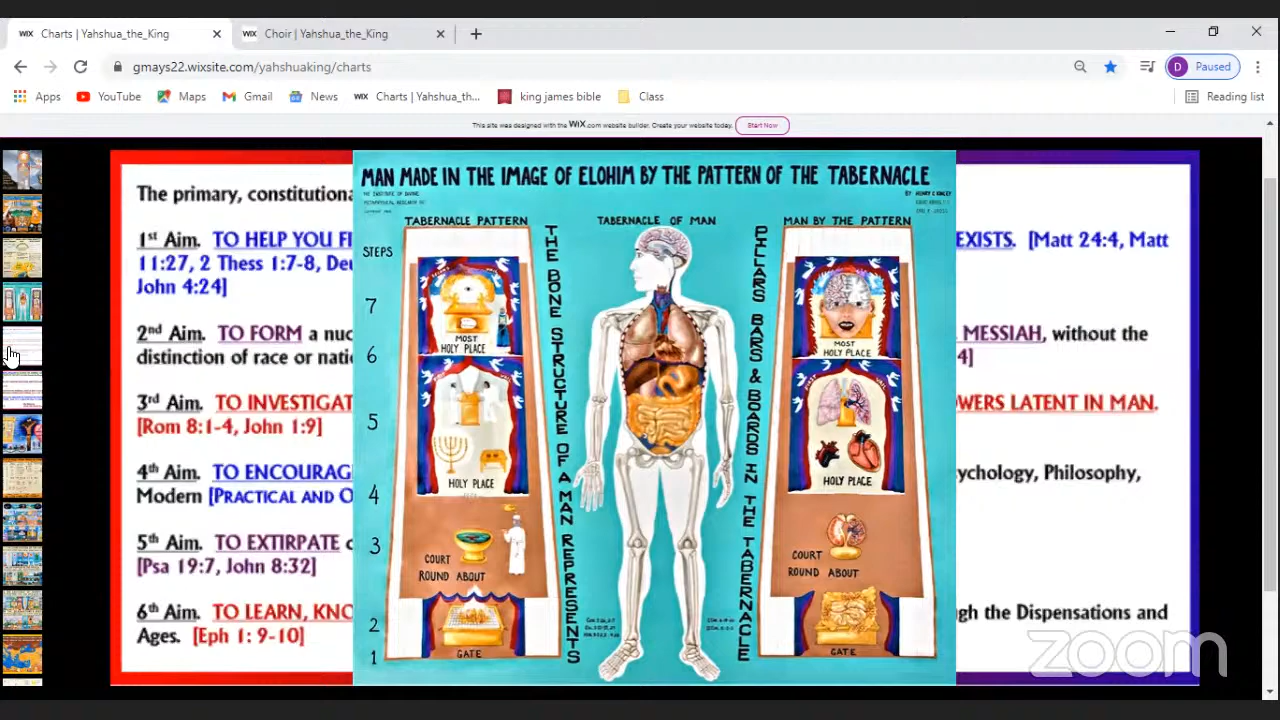 WIX Charts | Yahshua_the_King
WIX Choir | Yahshua_the_King
gmays22.wixsite.com/yahshuaking/charts
D Paused
Apps YouTube Maps Gmail News WIX Charts | Yahshua_th... king james bible Class Reading list
This site was designed with the WiX.com website builder. Create your website today. Start Now
The primary, constitutiona
1st Aim. TO HELP YOU FI
EXISTS. [Matt 24:4, Matt
11:27, 2 Thess 1:7-8, Deu
John 4:24]
2nd Aim. TO FORM a nuc
MESSIAH, without the
distinction of race or nati
4]
3rd Aim. TO INVESTIGAT
OWERS LATENT IN MAN.
[Rom 8:1-4, John 1:9]
4th Aim. TO ENCOURAG
ychology, Philosophy,
Modern [PRACTICAL AND O
5th Aim. TO EXTIRPATE
[Psa 19:7, John 8:32]
6th Aim. TO LEARN, KNO
gh the Dispensations and
Ages. [Eph 1: 9-10]
MAN MADE IN THE IMAGE OF ELOHIM BY THE PATTERN OF THE TABERNACLE
TABERNACLE PATTERN
TABERNACLE OF MAN
MAN BY THE PATTERN
STEPS
7
6
5
4
3
2
1
MOST
HOLY PLACE
HOLY PLACE
COURT
ROUND ABOUT
GATE
THE BONE STRUCTURE OF A MAN REPRESENTS
PILLARS BARS & BOARDS IN THE TABERNACLE
MOST
HOLY PLACE
HOLY PLACE
COURT
ROUND ABOUT
GATE
zoom